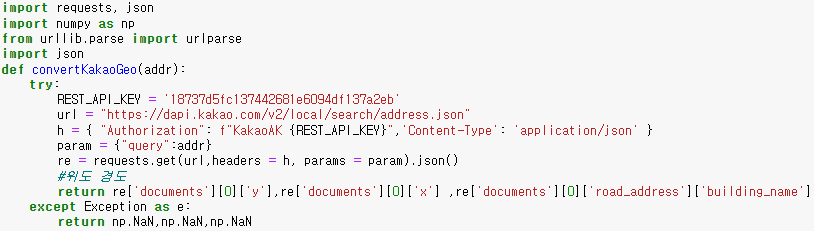 import requests, json
import numpy as np
from urllib.parse import urlparse
import json
def convertKakaoGeo(addr):
    try:
        REST_API_KEY = '18737d5fc137442681e6094df137a2eb'
        url = "https://dapi.kakao.com/v2/local/search/address.json"
        h = { "Authorization": f"KakaoAK {REST_API_KEY}",'Content-Type': 'application/json' }
        param = {"query":addr}
        re = requests.get(url,headers = h, params = param).json()
        #위도 경도
        return re['documents'][0]['y'],re['documents'][0]['x'] ,re['documents'][0]['road_address']['building_name']
    except Exception as e:
        return np.NaN,np.NaN,np.NaN